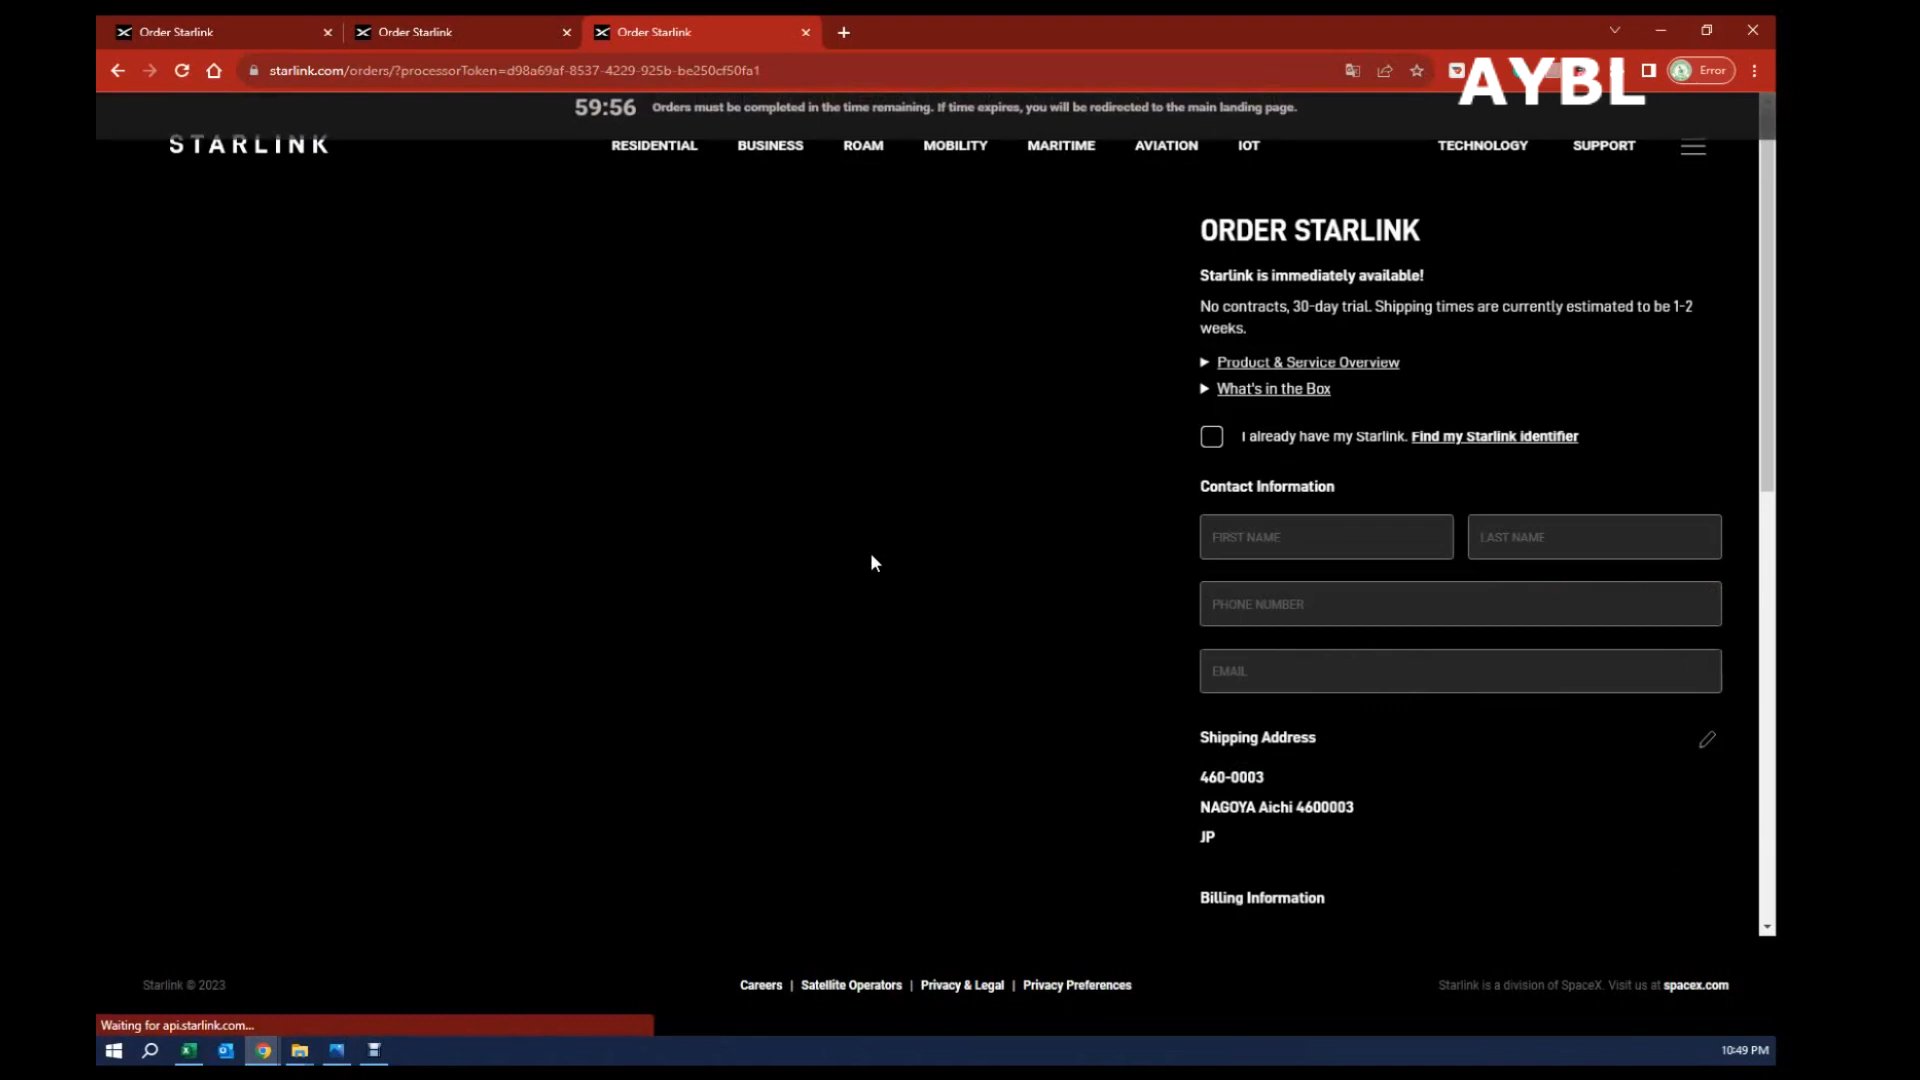 Order Starlink
Order Starlink
Order Starlink
starlink.com/orders/?processorToken=d98a69af-8537-4229-925b-be250cf50fa1
Error
AYBL
59:56 Orders must be completed in the time remaining. If time expires, you will be redirected to the main landing page.
STARLINK
RESIDENTIAL BUSINESS ROAM MOBILITY MARITIME AVIATION IOT TECHNOLOGY SUPPORT
ORDER STARLINK
Starlink is immediately available!
No contracts, 30-day trial. Shipping times are currently estimated to be 1-2
weeks.
Product & Service Overview
What's in the Box
I already have my Starlink. Find my Starlink identifier
Contact Information
FIRST NAME LAST NAME
PHONE NUMBER
EMAIL
Shipping Address
460-0003
NAGOYA Aichi 4600003
JP
Billing Information
Starlink © 2023
Careers | Satellite Operators | Privacy & Legal | Privacy Preferences
Starlink is a division of SpaceX. Visit us at spacex.com
Waiting for api.starlink.com...
10:49 PM